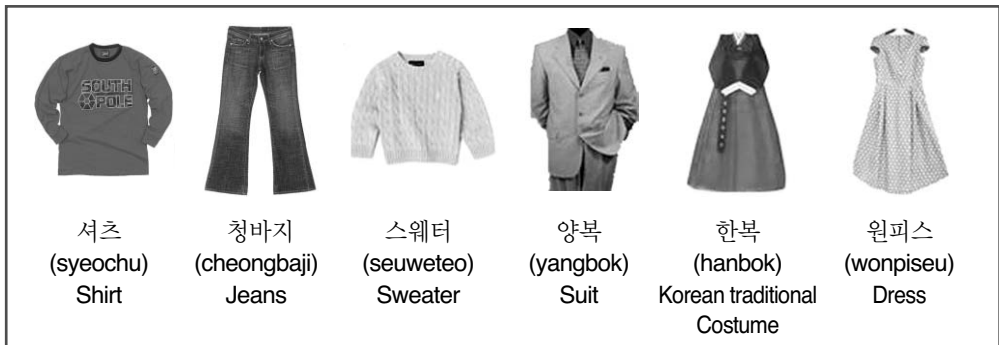 SOUTH
POLE
셔츠
(syeochu)
Shirt
청바지
(cheongbaji)
Jeans
스웨터
(seuweteo)
Sweater
양복
(yangbok)
Suit
한복
(hanbok)
Korean traditional
Costume
원피스
(wonpiseu)
Dress